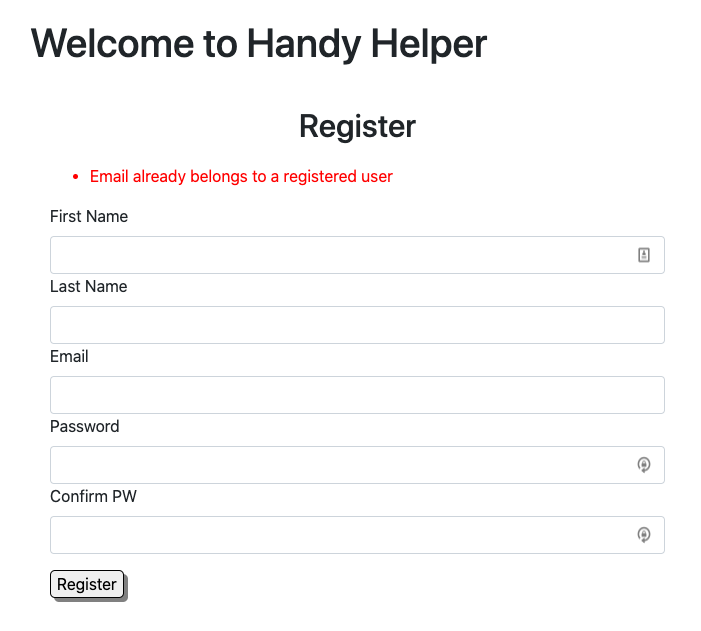 Welcome to Handy Helper
Register
• Email already belongs to a registered user
First Name
Last Name
Email
Password
Confirm PW
Register